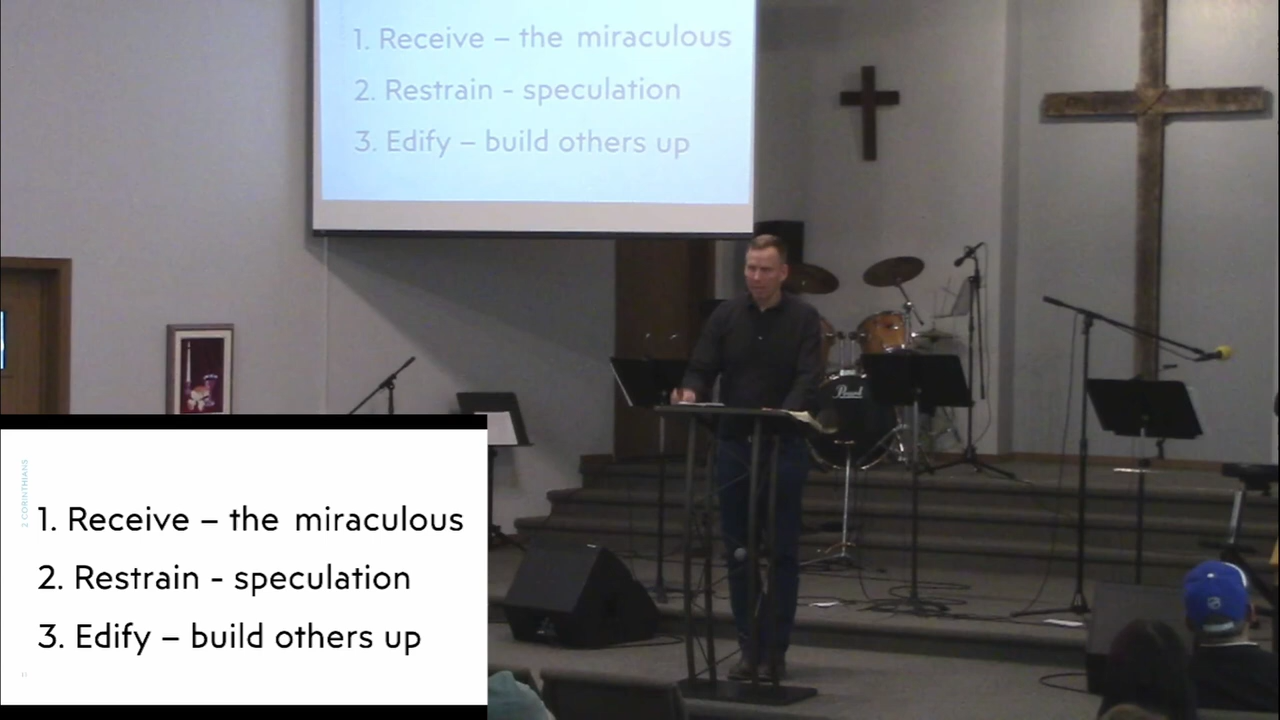 1. Receive – the miraculous
2. Restrain - speculation
3. Edify – build others up
Pearl
2 CORINTHIANS
1. Receive – the miraculous
2. Restrain - speculation
3. Edify – build others up